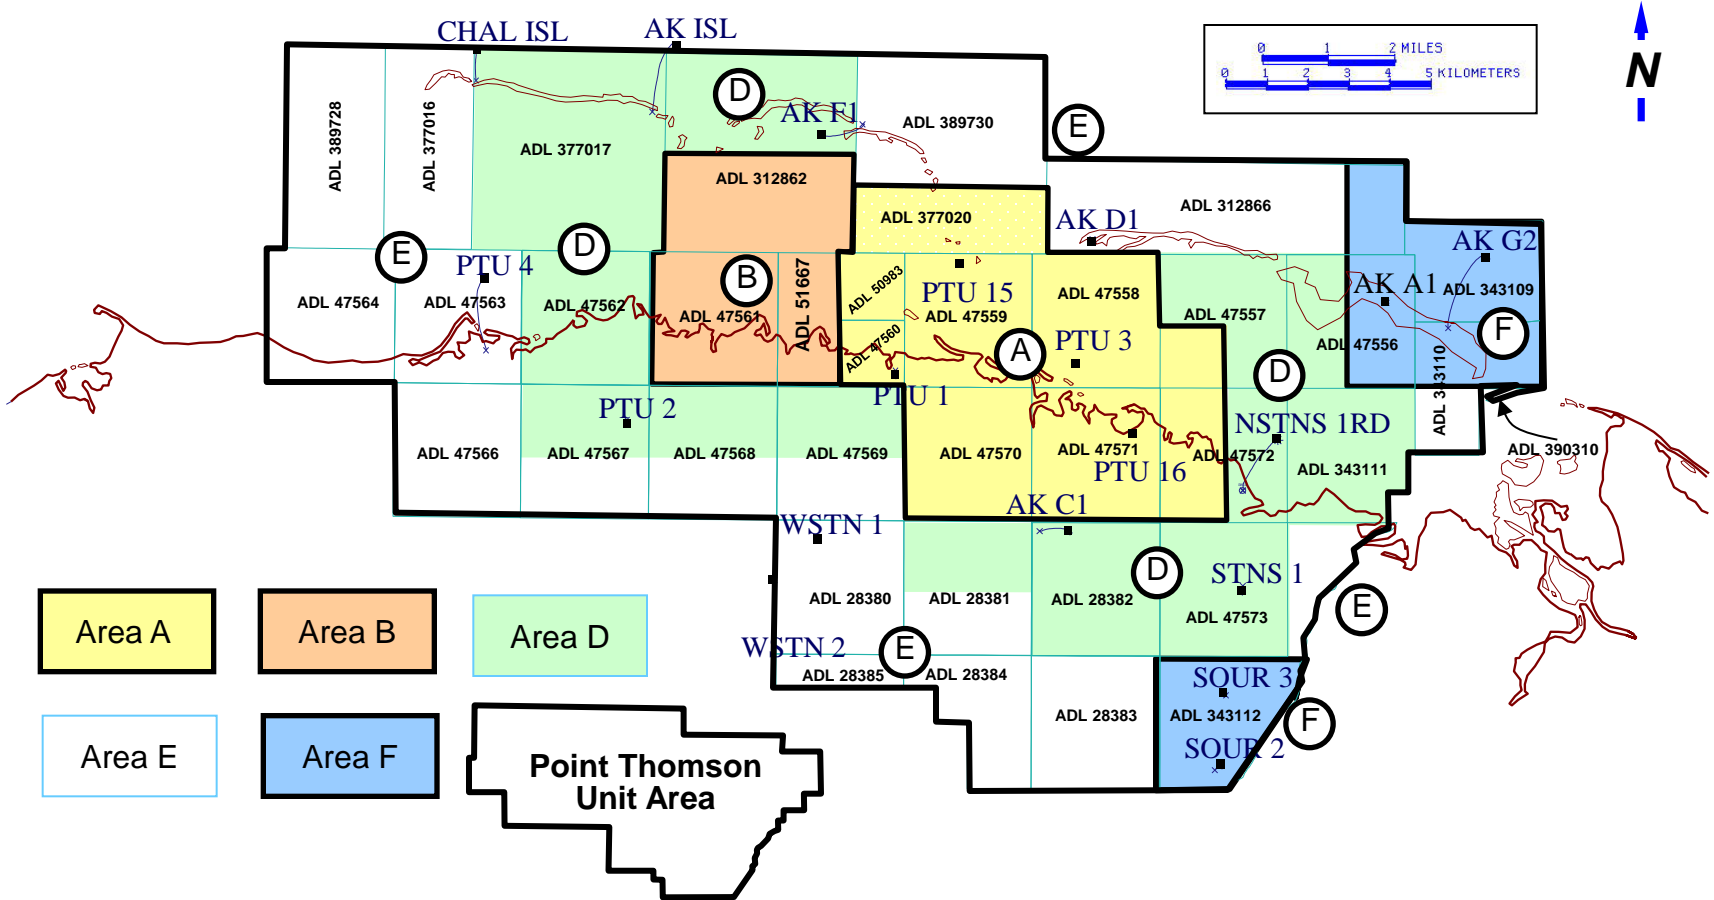 CHAL ISL
AK ISL
0 1 2 MILES
0 1 2 3 4 5 KILOMETERS
N
D
AK F1
ADL 389730
E
ADL 389728
ADL 377016
ADL 377017
ADL 312862
ADL 377020
AK D1
ADL 312866
AK G2
E
PTU 4
D
B
ADL 51667
ADL 50983
PTU 15
ADL 47558
AK A1
ADL 343109
ADL 47564
ADL 47563
ADL 47562
ADL 47561
ADL 47559
ADL 47557
F
ADL 47560
A
PTU 3
ADL 47556
ADL 343110
D
PTU 1
PTU 2
NSTNS 1RD
ADL 47566
ADL 47567
ADL 47568
ADL 47569
ADL 47570
ADL 47571
ADL 47572
ADL 343111
ADL 390310
PTU 16
AK C1
WSTN 1
D
STNS 1
ADL 28380
ADL 28381
ADL 28382
ADL 47573
E
WSTN 2
E
ADL 28385
ADL 28384
SOUR 3
ADL 28383
ADL 343112
F
SOUR 2
Area A
Area B
Area D
Area E
Area F
Point Thomson
Unit Area